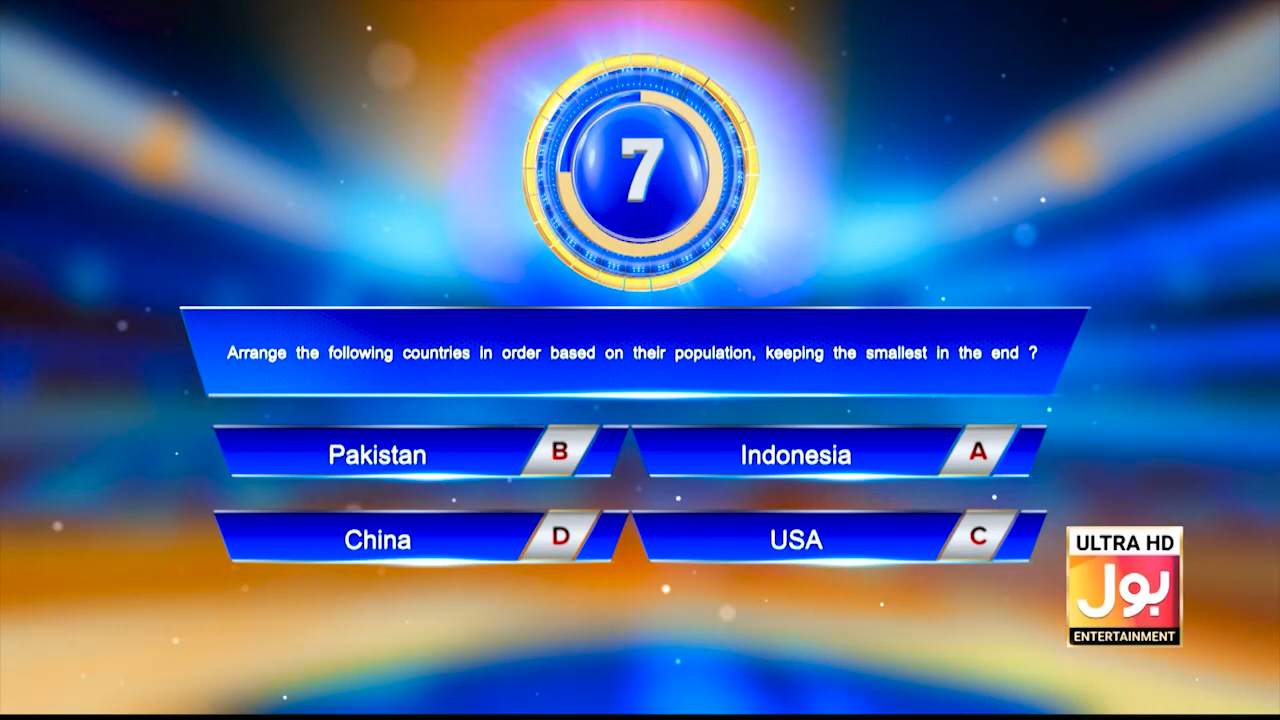 7
Arrange the following countries in order based on their population, keeping the smallest in the end ?
Pakistan B
Indonesia A
China D
USA C
ULTRA HD
بول
ENTERTAINMENT